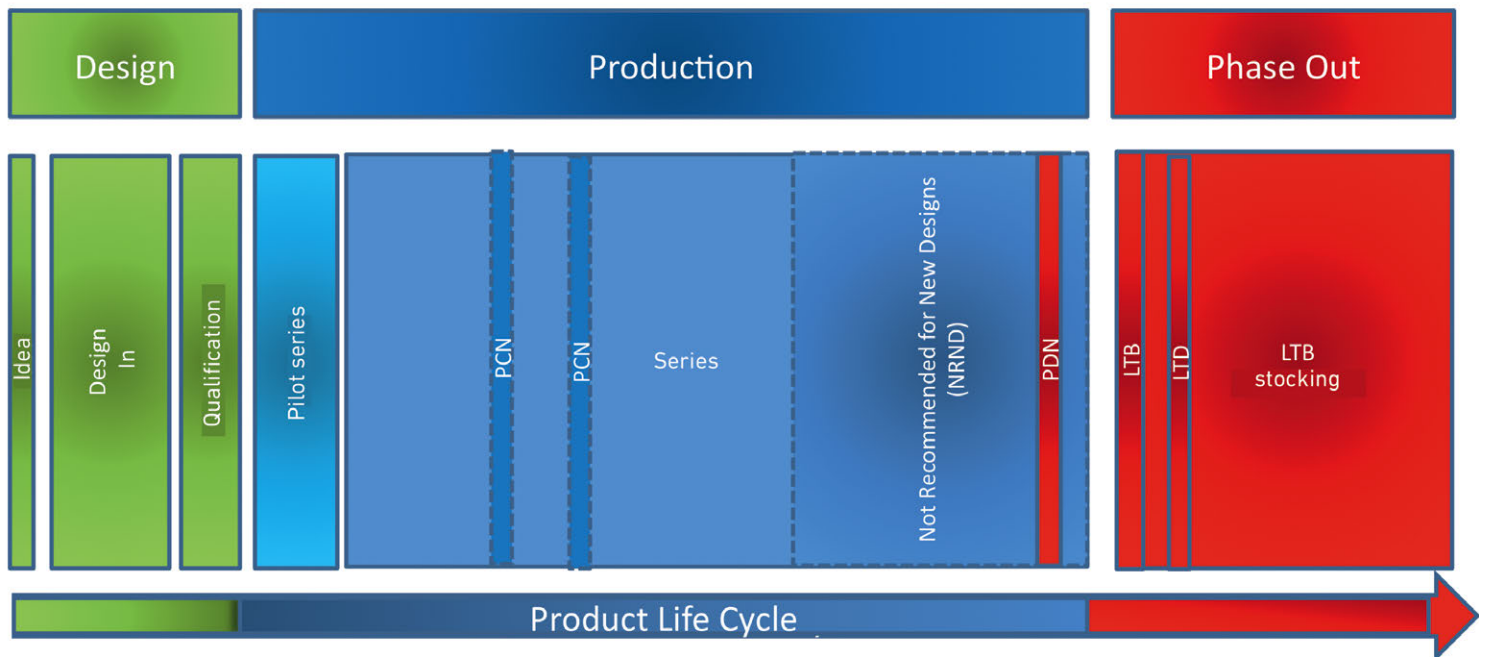 Design
Production
Phase Out
Idea
Design
In
Qualification
Pilot series
PCN
PCN
Series
Not Recommended for New Designs
(NRND)
PDN
LTB
LTD
LTB
stocking
Product Life Cycle